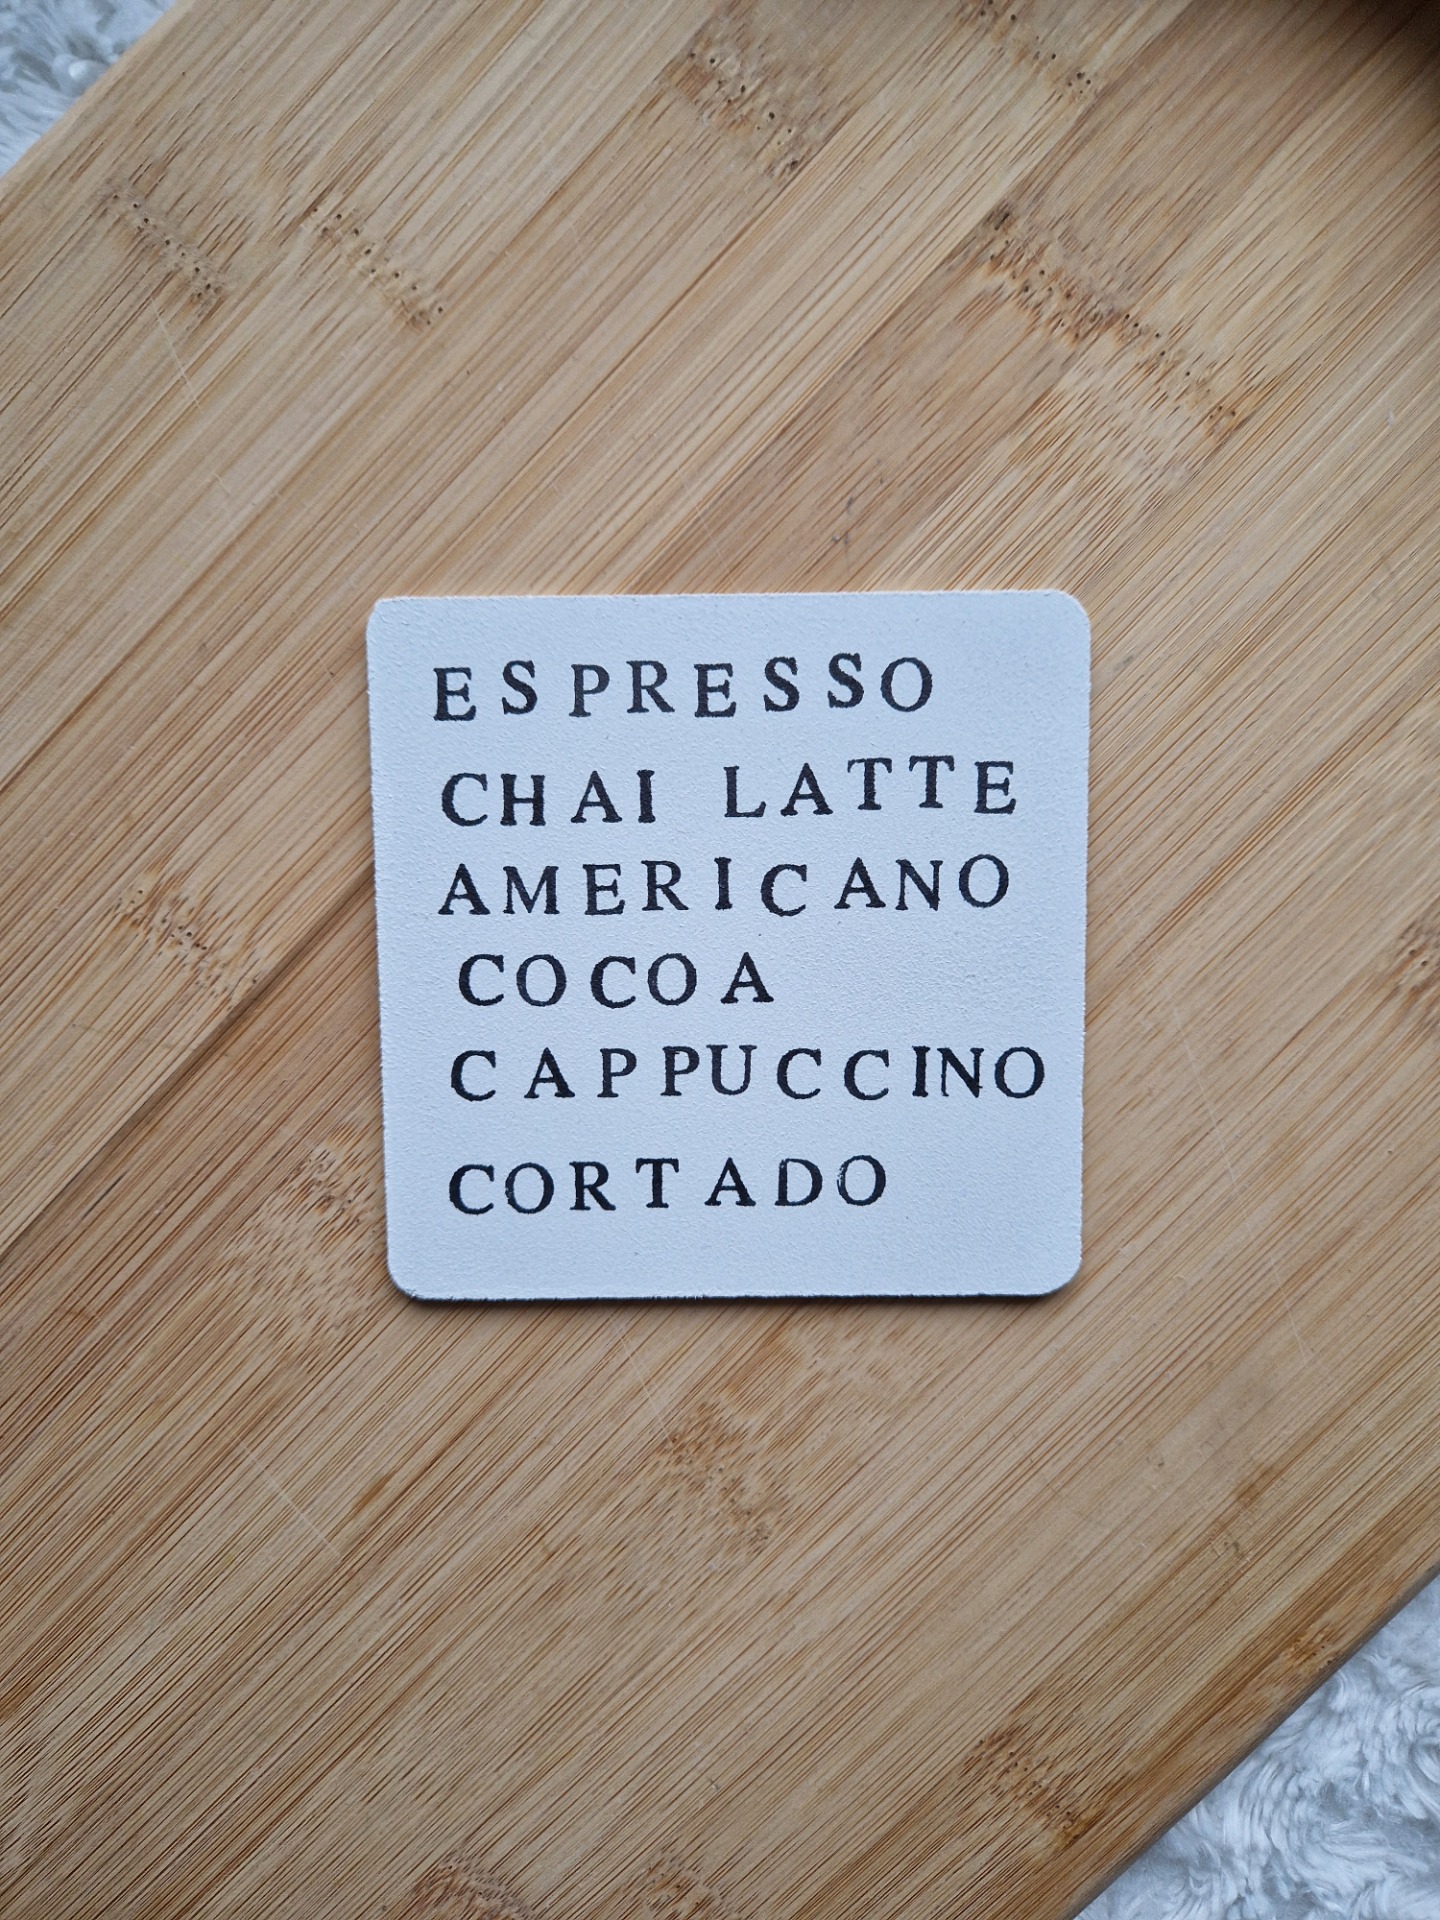 ESPRESSO
CHAI LATTE
AMERICANO
COCOA
CAPPUCCINO
CORTADO